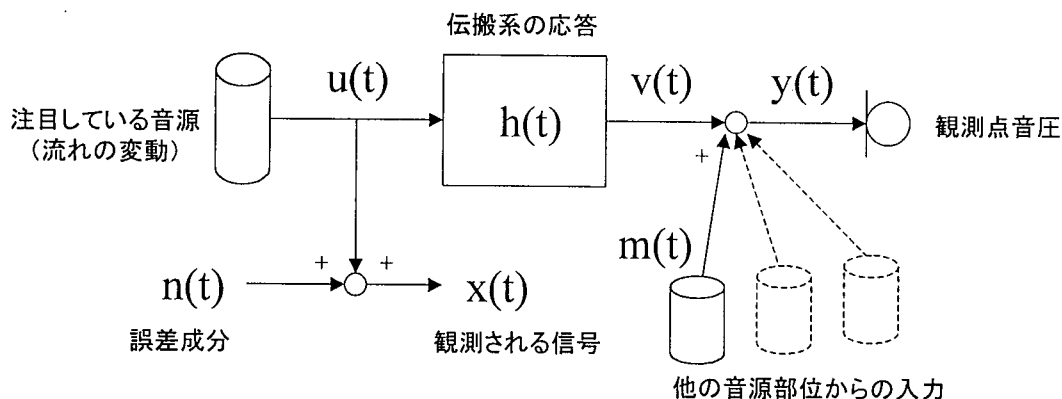 伝搬系の応答
u(t)
h(t)
v(t)
y(t)
注目している音源
(流れの変動)
観測点音圧
+
m(t)
+
+
n(t)
x(t)
誤差成分
観測される信号
他の音源部位からの入力